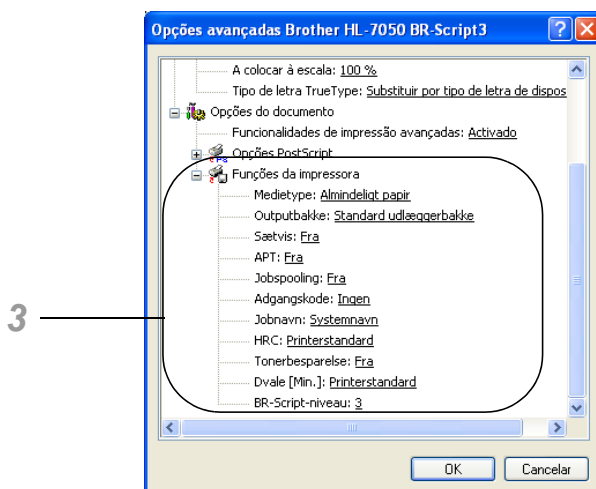 Opções avançadas Brother HL-7050 BR-Script3
A colocar à escala: 100 %
Tipo de letra TrueType: Substituir por tipo de letra de dispos
Opções do documento
Funcionalidades de impressão avançadas: Activado
Opções PostScript
Funções da impressora
Medietype: Almindeligt papir
Outputbakke: Standard udlæggerbakke
Sætvis: Fra
APT: Fra
Jobspooling: Fra
Adgangskode: Ingen
3
Jobnavn: Systemnavn
HRC: Printerstandard
Tonerbesparelse: Fra
Dvale [Min.]: Printerstandard
BR-Script-niveau: 3
OK
Cancelar